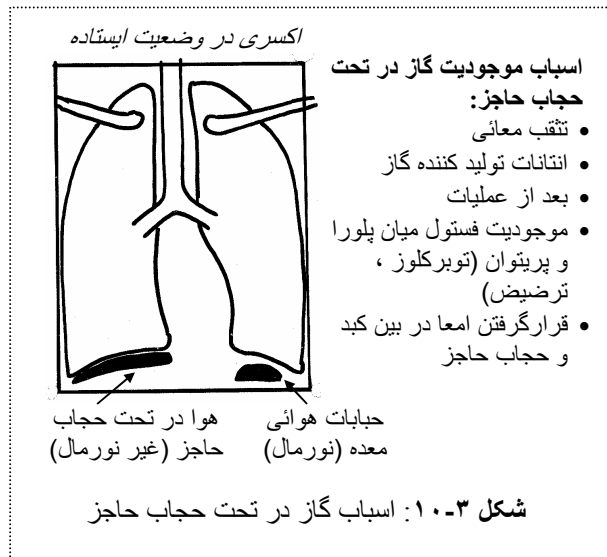 اکسری در وضعیت ایستاده
اسباب موجودیت گاز در تحت
حجاب حاجز:
• تثقب معائی
• انتانات تولید کننده گاز
• بعد از عملیات
• موجودیت فستول میان پلورا
و پریتوان (توبرکلوز ،
ترضیض)
• قرارگرفتن امعا در بین کبد
و حجاب حاجز
هوا در تحت حجاب
حاجز (غیر نورمال)
حبابات هوائی
معده (نورمال)
شکل ۳-۱۰: اسباب گاز در تحت حجاب حاجز